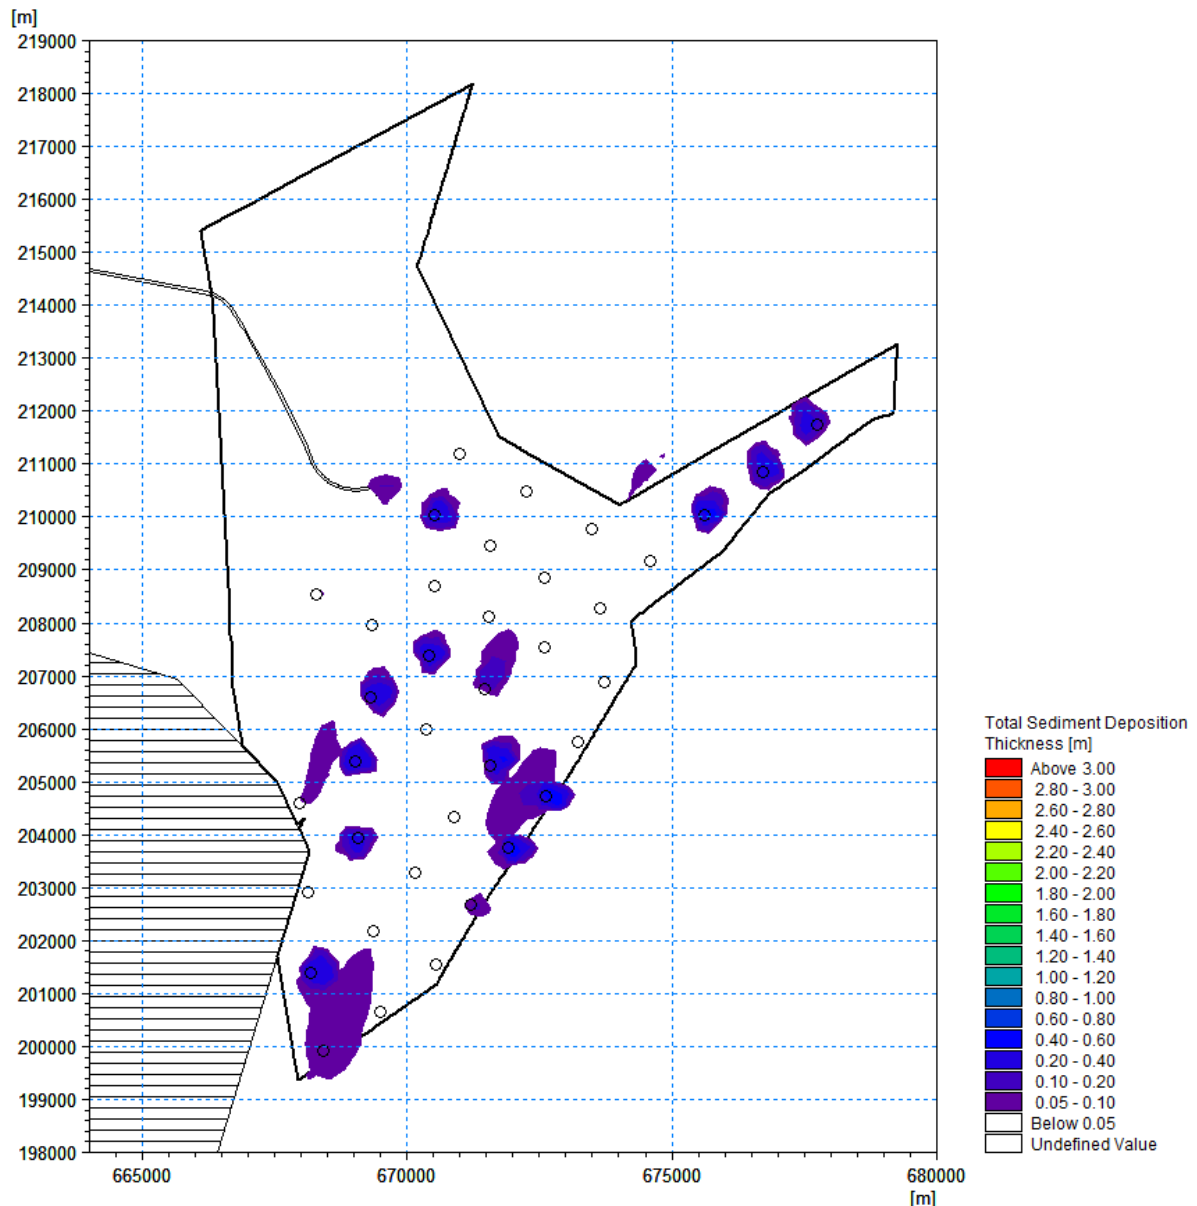 [m]
219000
218000
217000
216000
215000
214000
213000
212000
211000
210000
209000
208000
207000
206000
205000
204000
203000
202000
201000
200000
199000
198000
665000
670000
675000
680000
[m]
Total Sediment Deposition
Thickness [m]
Above 3.00
2.80 - 3.00
2.60 - 2.80
2.40 - 2.60
2.20 - 2.40
2.00 - 2.20
1.80 - 2.00
1.60 - 1.80
1.40 - 1.60
1.20 - 1.40
1.00 - 1.20
0.80 - 1.00
0.60 - 0.80
0.40 - 0.60
0.20 - 0.40
0.10 - 0.20
0.05 - 0.10
Below 0.05
Undefined Value